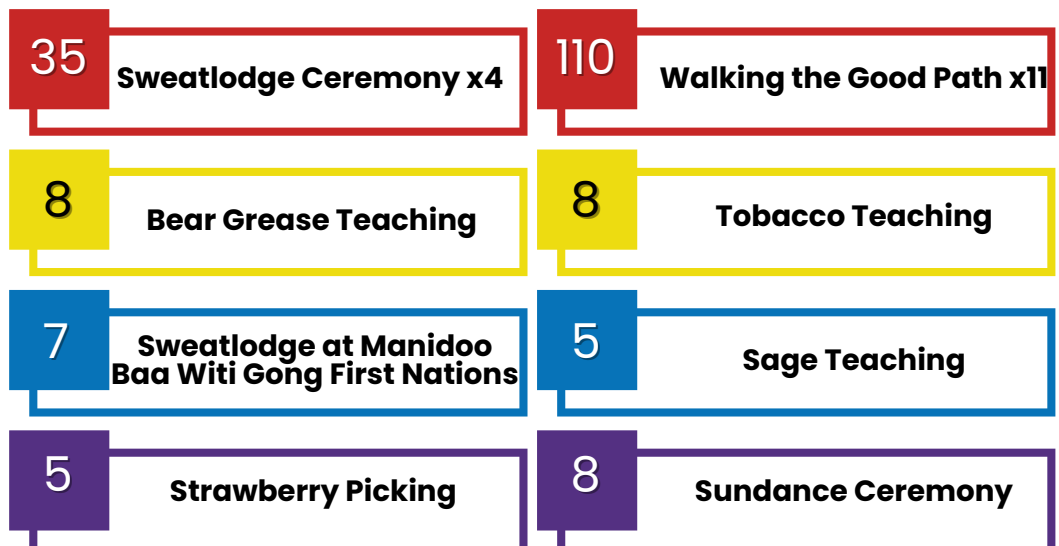 35
Sweatlodge Ceremony x4
110
Walking the Good Path x11
8
Bear Grease Teaching
8
Tobacco Teaching
7
Sweatlodge at Manidoo
Baa Witi Gong First Nations
5
Sage Teaching
5
Strawberry Picking
8
Sundance Ceremony